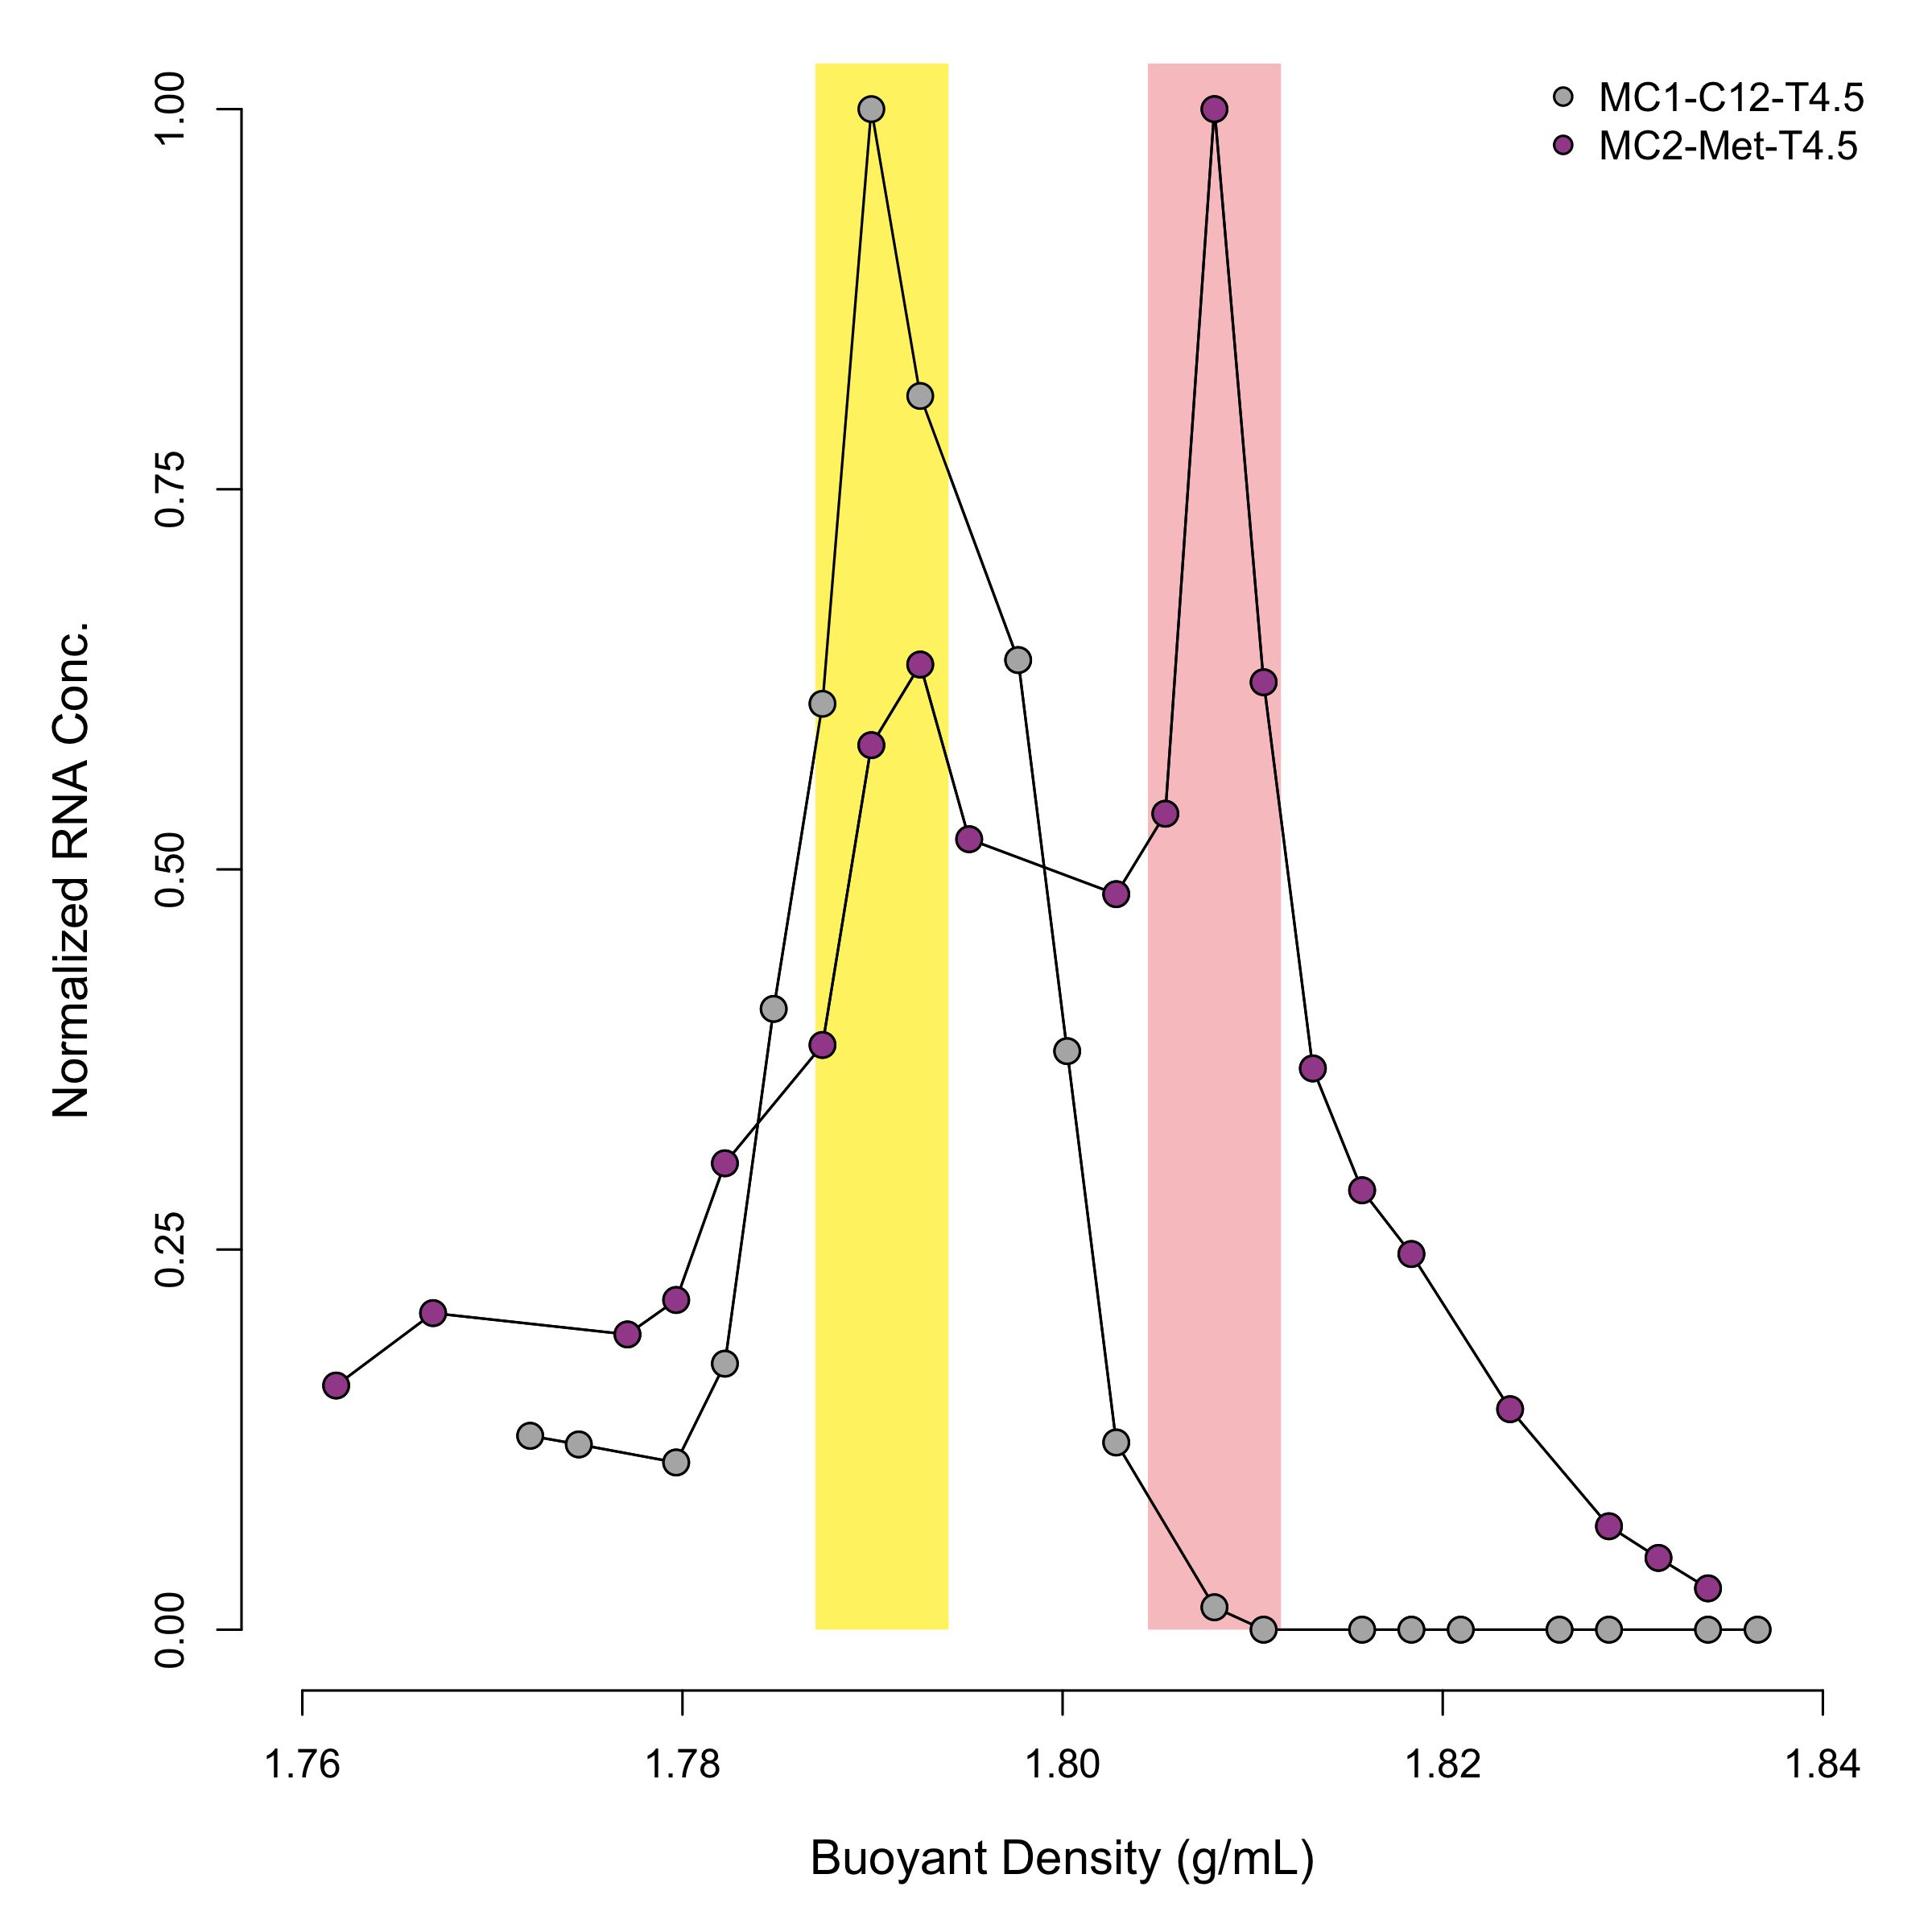 MC1-C12-T4.5
MC2-Met-T4.5
Normalized RNA Conc.
1.00
0.75
0.50
0.25
0.00
1.76 1.78 1.80 1.82 1.84
Buoyant Density (g/mL)